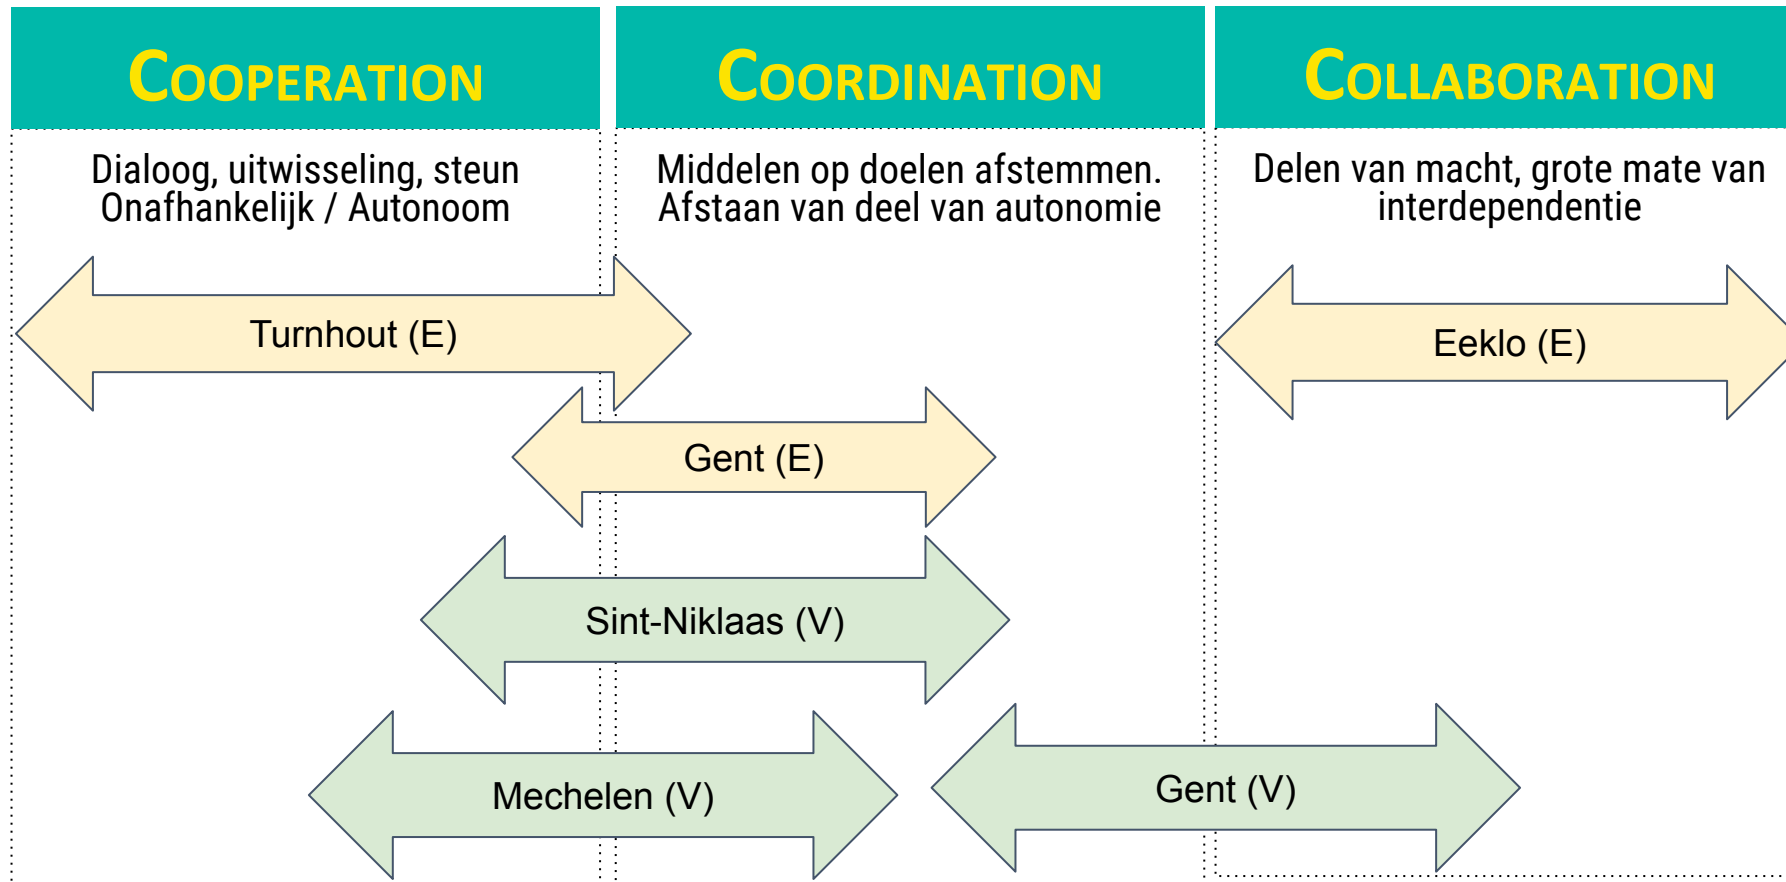 COOPERATION
COORDINATION
COLLABORATION
Dialoog, uitwisseling, steun
Onafhankelijk / Autonoom
Middelen op doelen afstemmen.
Afstaan van deel van autonomie
Delen van macht, grote mate van
interdependentie
Turnhout (E)
Eeklo (E)
Gent (E)
Sint-Niklaas (V)
Mechelen (V)
Gent (V)